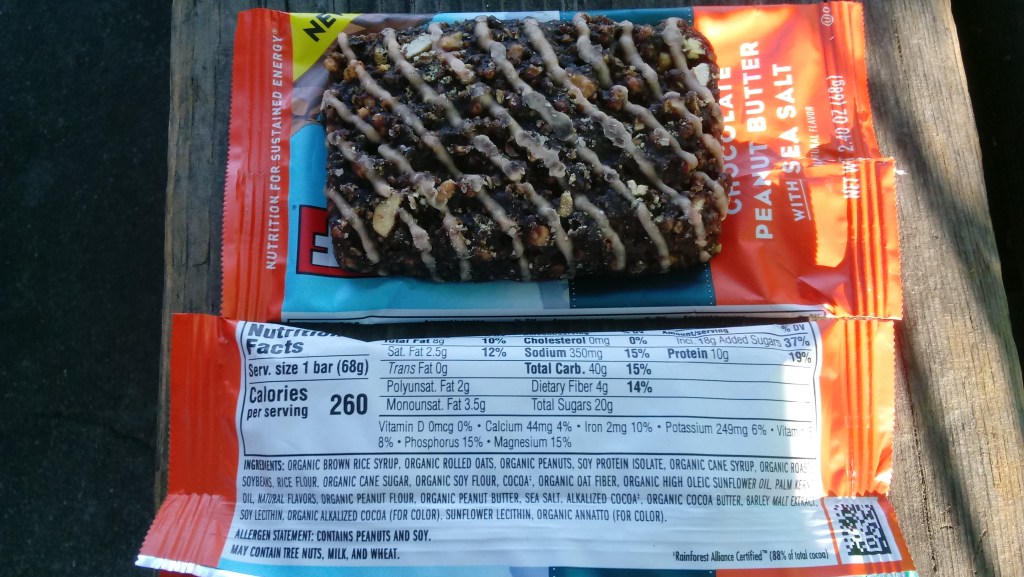 NUTRITION FOR SUSTAINED ENERGY®
PEANUT BUTTER
WITH SEA SALT
NET WT 2.40 OZ (68g)
Facts
Serv. size 1 bar (68g)
Calories
per serving 260
Total Fat 8g 10%
Sat. Fat 2.5g 12%
Trans Fat 0g
Polyunsat. Fat 2g
Monounsat. Fat 3.5g
Cholesterol 0mg 0%
Sodium 350mg 15%
Total Carb. 40g 15%
Dietary Fiber 4g 14%
Total Sugars 20g
% DV
Incl. 18g Added Sugars 37%
Protein 10g 19%
Vitamin D 0mcg 0% • Calcium 44mg 4% • Iron 2mg 10% • Potassium 249mg 6% •
8% • Phosphorus 15% • Magnesium 15%
INGREDIENTS: ORGANIC BROWN RICE SYRUP, ORGANIC ROLLED OATS, ORGANIC PEANUTS, SOY PROTEIN ISOLATE, ORGANIC CANE SYRUP, ORGANIC
SOYBEANS, RICE FLOUR, ORGANIC CANE SUGAR, ORGANIC SOY FLOUR, COCOA‡, ORGANIC OAT FIBER, ORGANIC HIGH OLEIC SUNFLOWER OIL, PALM
OIL, NATURAL FLAVORS, ORGANIC PEANUT FLOUR, ORGANIC PEANUT BUTTER, SEA SALT, ALKALIZED COCOA‡, ORGANIC COCOA BUTTER, BARLEY MALT EXTRACT,
SOY LECITHIN, ORGANIC ALKALIZED COCOA (FOR COLOR), SUNFLOWER LECITHIN, ORGANIC ANNATTO (FOR COLOR).
ALLERGEN STATEMENT: CONTAINS PEANUTS AND SOY.
MAY CONTAIN TREE NUTS, MILK, AND WHEAT.
‡Rainforest Alliance Certified™ (88% of total cocoa)